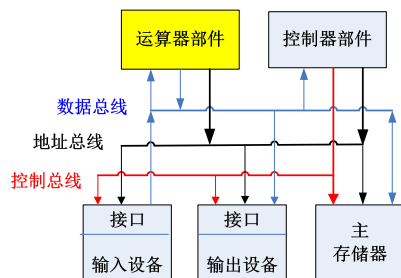 运算器部件
控制器部件
数据总线
地址总线
控制总线
接口
输入设备
接口
输出设备
主
存储器